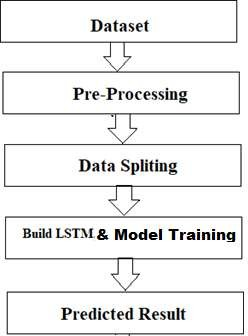 Dataset
Pre-Processing
Data Spliting
Build LSTM & Model Training
Predicted Result